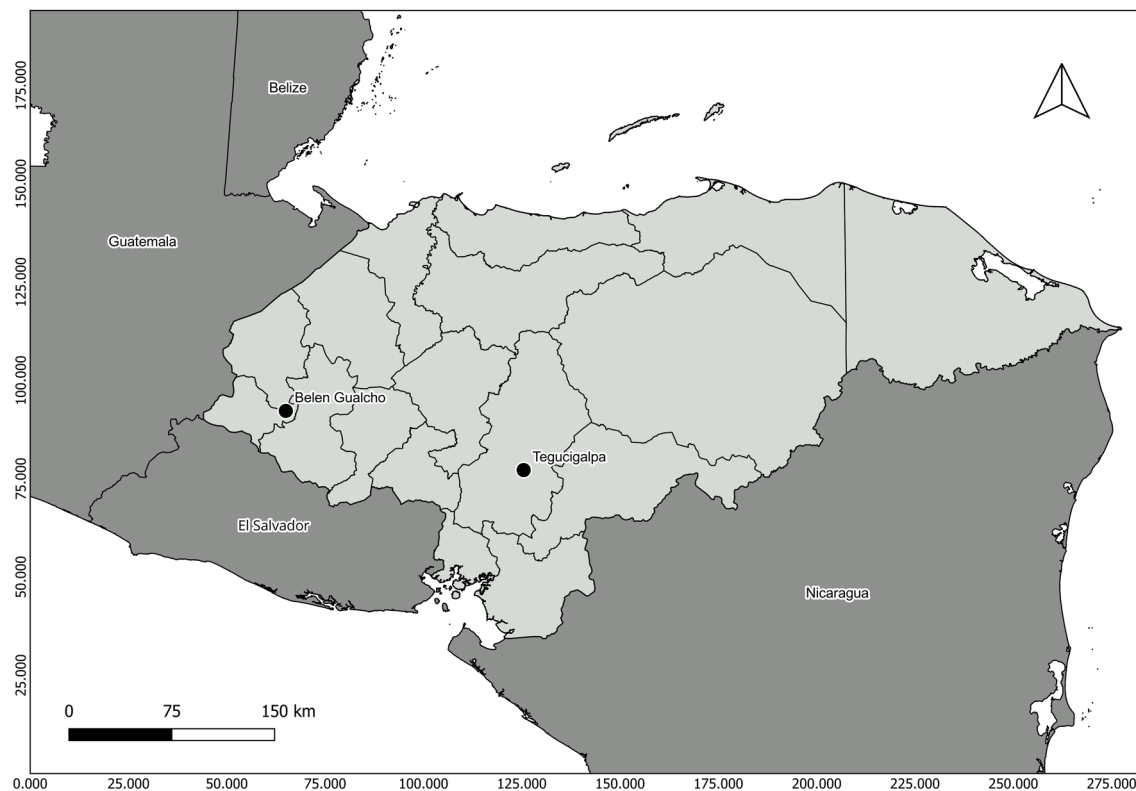 Belize
Guatemala
Belen Gualcho
Tegucigalpa
El Salvador
Nicaragua
0 75 150 km
175.000
150.000
125.000
100.000
75.000
50.000
25.000
0.000 25.000 50.000 75.000 100.000 125.000 150.000 175.000 200.000 225.000 250.000 275.000